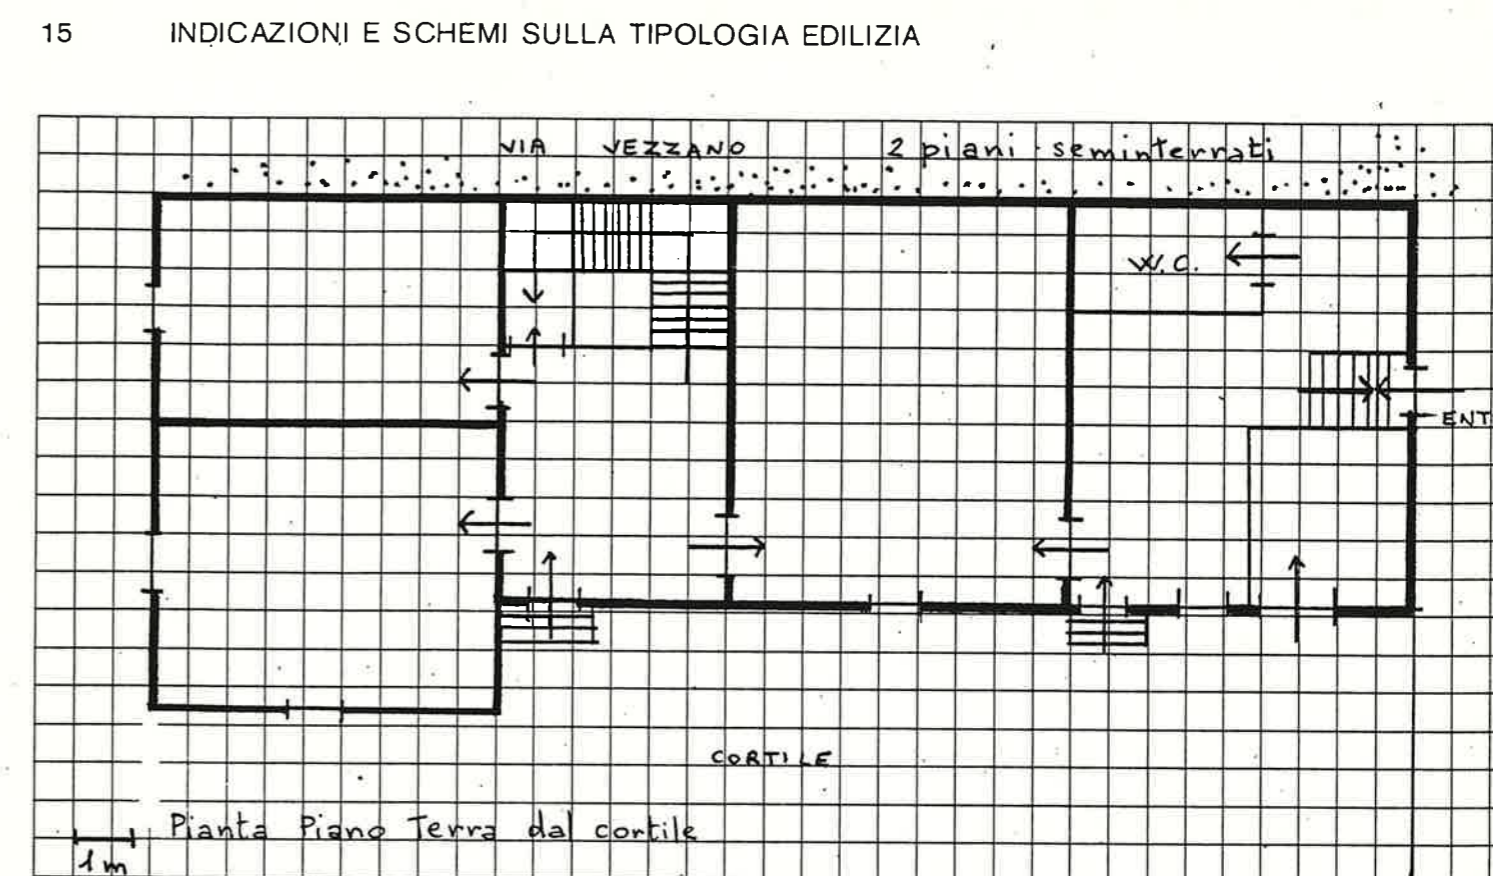 15 INDICAZIONI E SCHEMI SULLA TIPOLOGIA EDILIZIA
VIA VEZZANO 2 piani seminterrati
W.C.
ENT
CORTILE
Pianta Piano Terra dal cortile
1 m